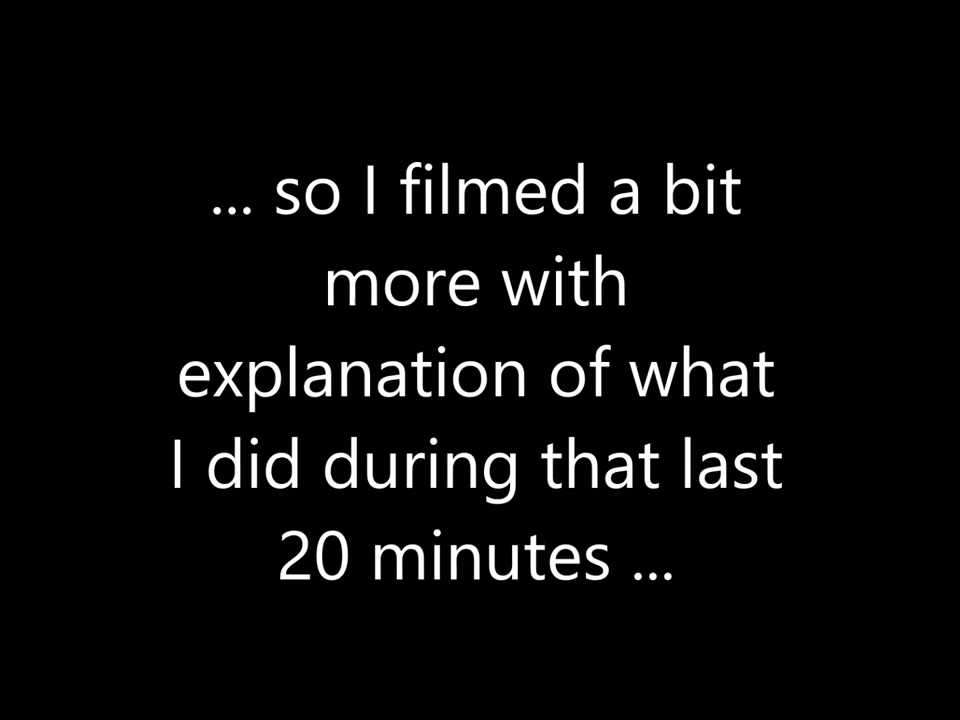 ... so I filmed a bit
more with
explanation of what
I did during that last
20 minutes ...